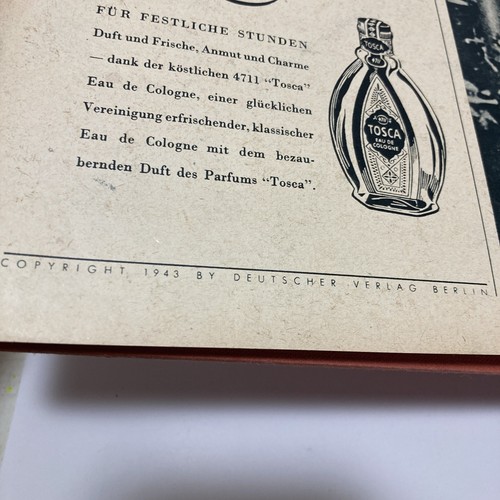 FÜR FESTLICHE STUNDEN
Duft und Frische, Anmut und Charme
— dank der köstlichen 4711 “Tosca”
Eau de Cologne, einer glücklichen
Vereinigung erfrischender, klassischer
Eau de Cologne mit dem bezau-
bernden Duft des Parfums “Tosca”.
TOSCA
TOSCA
EAU DE
COLOGNE
COPYRIGHT 1943 BY DEUTSCHER VERLAG BERLIN